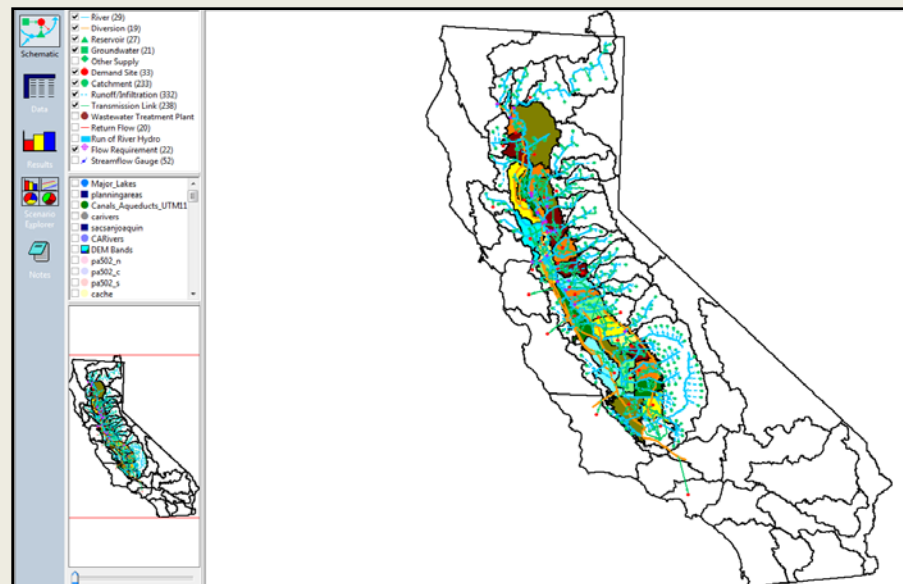 Schematic
Data
Results
Scenario
Explorer
Notes
River (29)
Diversion (19)
Reservoir (27)
Groundwater (21)
Other Supply
Demand Site (33)
Catchment (233)
Runoff/Infiltration (332)
Transmission Link (238)
Wastewater Treatment Plant
Return Flow (20)
Run of River Hydro
Flow Requirement (22)
Streamflow Gauge (52)
Major_Lakes
planningareas
Canals_Aqueducts_UTM11
carivers
sacsanjoaquin
CARivers
DEM Bands
pa502_n
pa502_c
pa502_s
cache